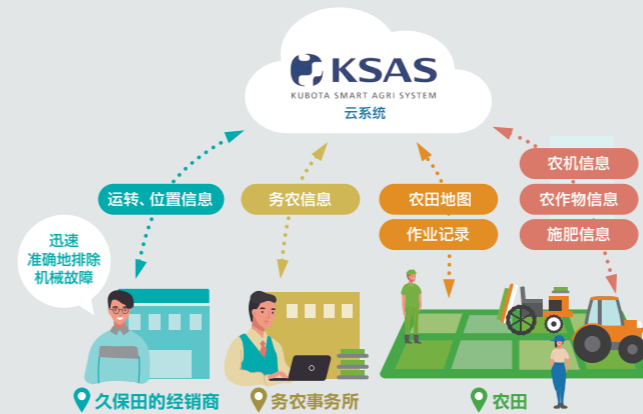 KSAS
KUBOTA SMART AGRI SYSTEM
云系统
运转、位置信息
务农信息
农田地图
作业记录
农机信息
农作物信息
施肥信息
迅速
准确地排除
机械故障
久保田的经销商
务农事务所
农田